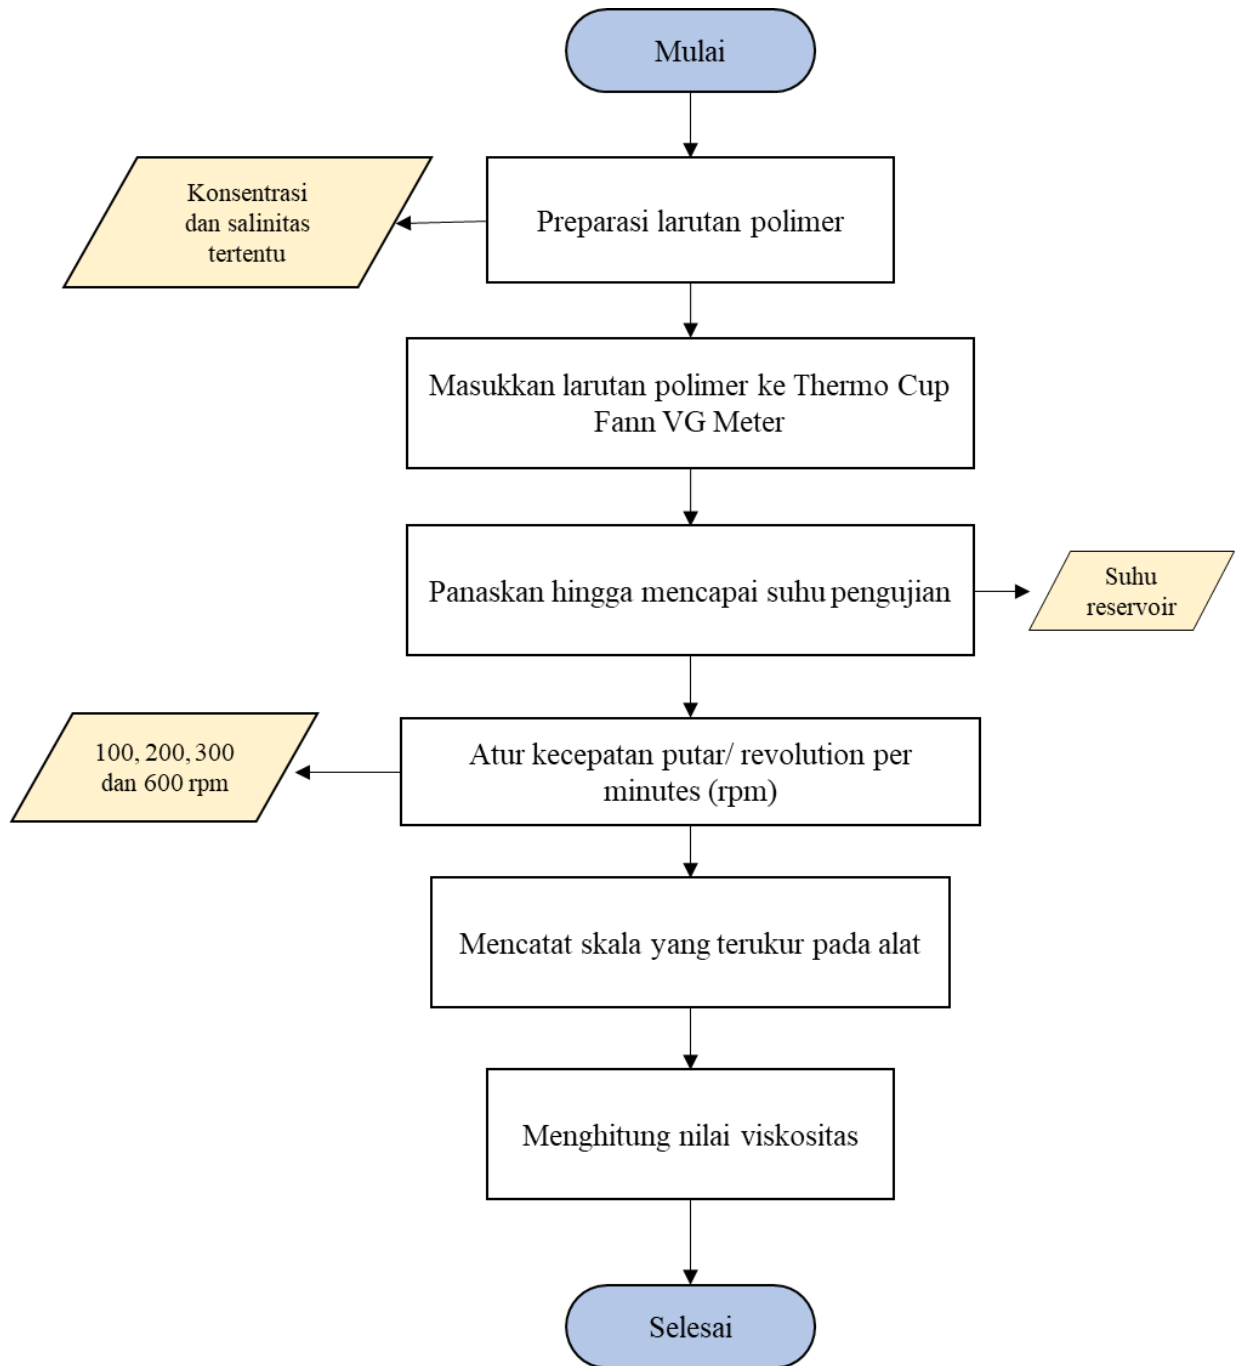 Mulai
Konsentrasi
dan salinitas
tertentu
Preparasi larutan polimer
Masukkan larutan polimer ke Thermo Cup
Fann VG Meter
Panaskan hingga mencapai suhu pengujian
Suhu
reservoir
100, 200, 300
dan 600 rpm
Atur kecepatan putar/ revolution per
minutes (rpm)
Mencatat skala yang terukur pada alat
Menghitung nilai viskositas
Selesai